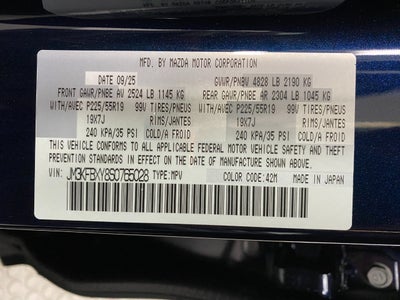 MFD. BY MAZDA MOTOR CORPORATION
DATE 09/25 GVWR/PNBV 4828 LB 2190 KG
FRONT GAWR/PNBE AV 2524 LB 1145 KG REAR GAWR/PNBE AR 2304 LB 1045 KG
WITH/AVEC P225/55R19 99V TIRES/PNEUS WITH/AVEC P225/55R19 99V TIRES/PNEUS
19X7J RIMS/JANTES 19X7J RIMS/JANTES
240 KPA/35 PSI COLD/A FROID 240 KPA/35 PSI COLD/A FROID
THIS VEHICLE CONFORMS TO ALL APPLICABLE FEDERAL MOTOR VEHICLE SAFETY AND
THEFT PREVENTION STANDARDS IN EFFECT ON THE DATE OF MANUFACTURE SHOWN ABOVE.
VIN: JM3KFBXY8S0765028 TYPE:MPV COLOR CODE:42M MADE IN JAPAN